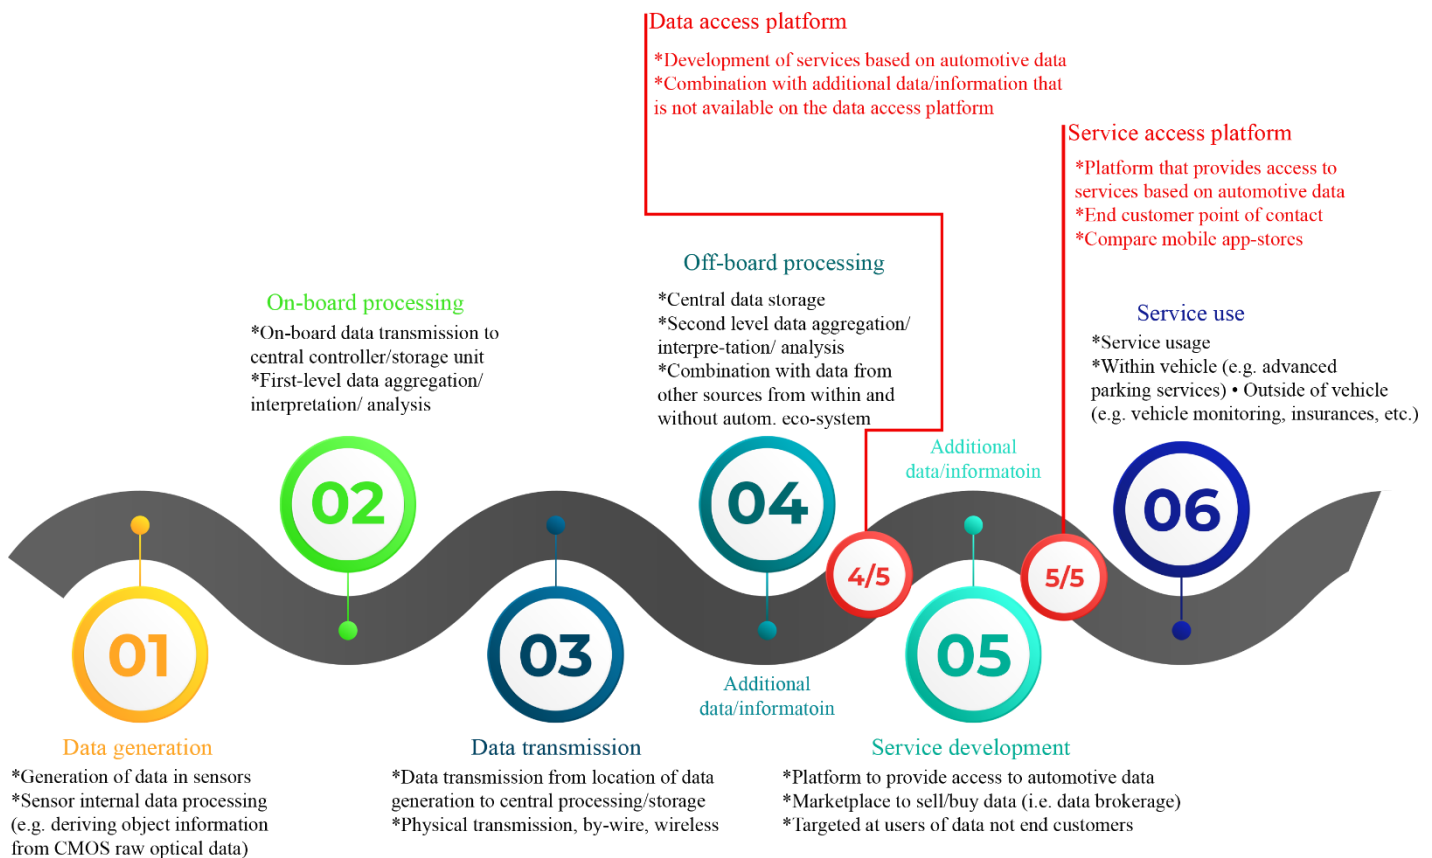 Data access platform
*Development of services based on automotive data
*Combination with additional data/information that
is not available on the data access platform
Service access platform
*Platform that provides access to
services based on automotive data
*End customer point of contact
*Compare mobile app-stores
On-board processing
*On-board data transmission to
central controller/storage unit
*First-level data aggregation/
interpretation/ analysis
Off-board processing
*Central data storage
*Second level data aggregation/
interpre-tation/ analysis
*Combination with data from
other sources from within and
without autom. eco-system
Service use
*Service usage
*Within vehicle (e.g. advanced
parking services) • Outside of vehicle
(e.g. vehicle monitoring, insurances, etc.)
Additional
data/informatoin
02
04
06
4/5
5/5
01
03
05
Additional
data/informatoin
Data generation
*Generation of data in sensors
*Sensor internal data processing
(e.g. deriving object information
from CMOS raw optical data)
Data transmission
*Data transmission from location of data
generation to central processing/storage
*Physical transmission, by-wire, wireless
Service development
*Platform to provide access to automotive data
*Marketplace to sell/buy data (i.e. data brokerage)
*Targeted at users of data not end customers